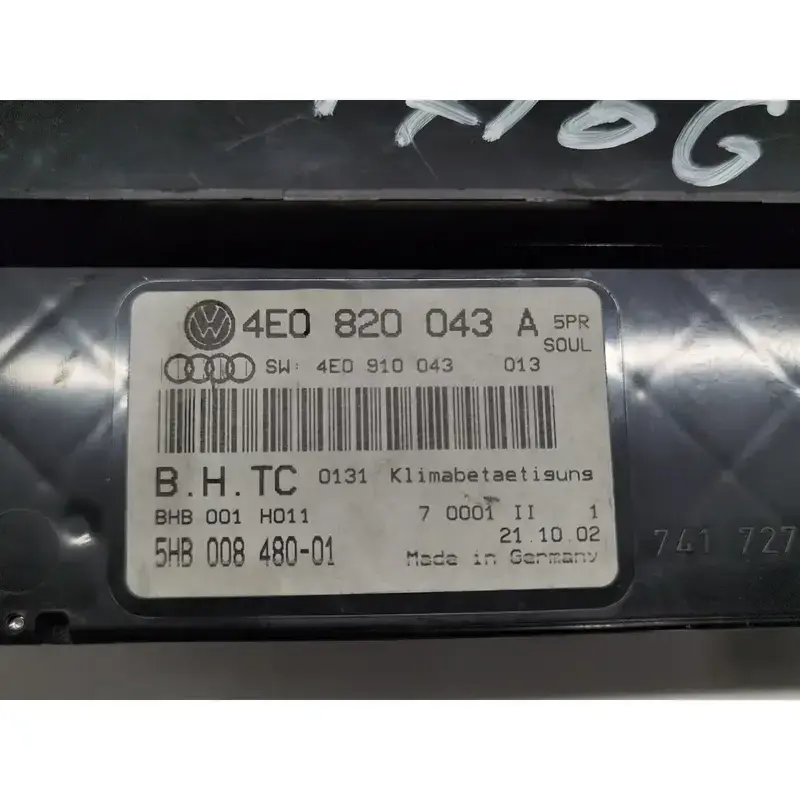 4E0 820 043 A 5PR
SOUL
SW: 4E0 910 043 013
B.H.TC 0131 Klimabetaetigung
BHB 001 H011 7 0001 II 1
21.10.02
5HB 008 480-01 Made in Germany
741 727